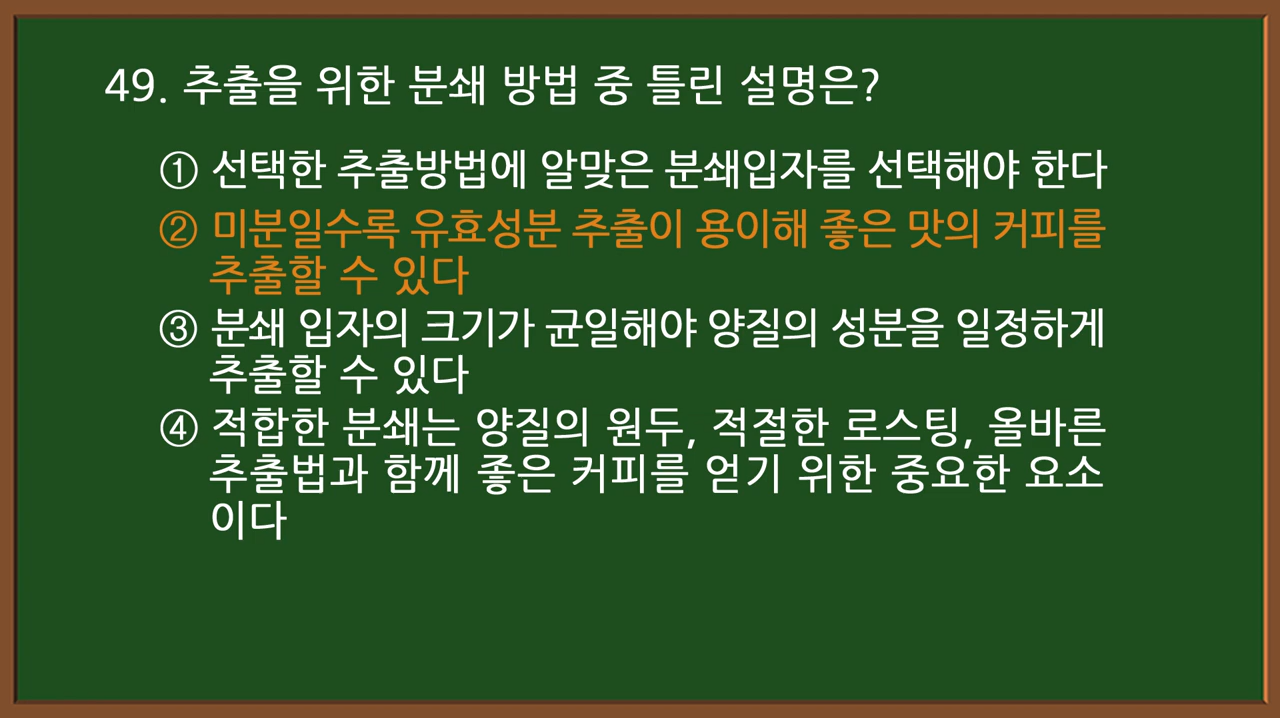 49. 추출을 위한 분쇄 방법 중 틀린 설명은?
① 선택한 추출방법에 알맞은 분쇄입자를 선택해야 한다
② 미분일수록 유효성분 추출이 용이해 좋은 맛의 커피를
추출할 수 있다
③ 분쇄 입자의 크기가 균일해야 양질의 성분을 일정하게
추출할 수 있다
④ 적합한 분쇄는 양질의 원두, 적절한 로스팅, 올바른
추출법과 함께 좋은 커피를 얻기 위한 중요한 요소
이다